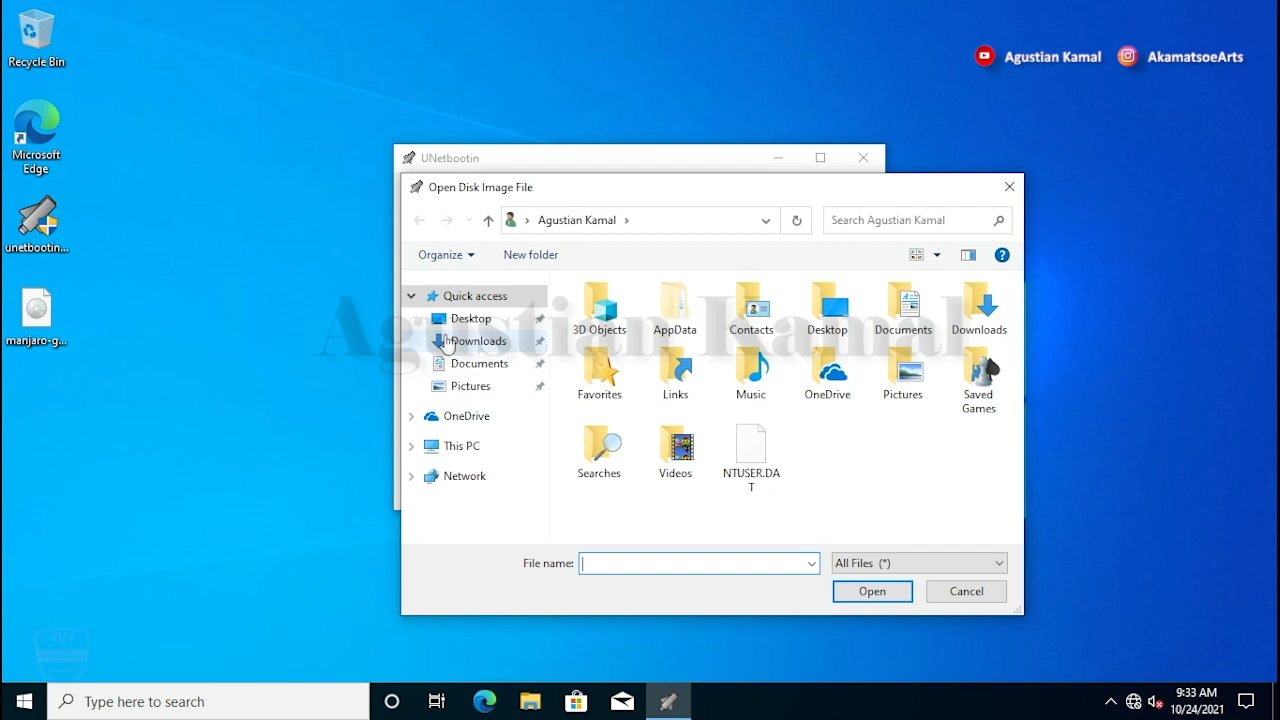 Recycle Bin
Microsoft
Edge
unetbootin...
manjaro-g...
Agustian Kamal
AkamatsoeArts
UNetbootin
Open Disk Image File
Agustian Kamal
Search Agustian Kamal
Organize
New folder
Quick access
Desktop
Downloads
Documents
Pictures
OneDrive
This PC
Network
3D Objects
AppData
Contacts
Desktop
Documents
Downloads
Agustian Kamal
Favorites
Links
Music
OneDrive
Pictures
Saved
Games
Searches
Videos
NTUSER.DA
T
File name:
All Files (*)
Open
Cancel
Type here to search
9:33 AM
10/24/2021